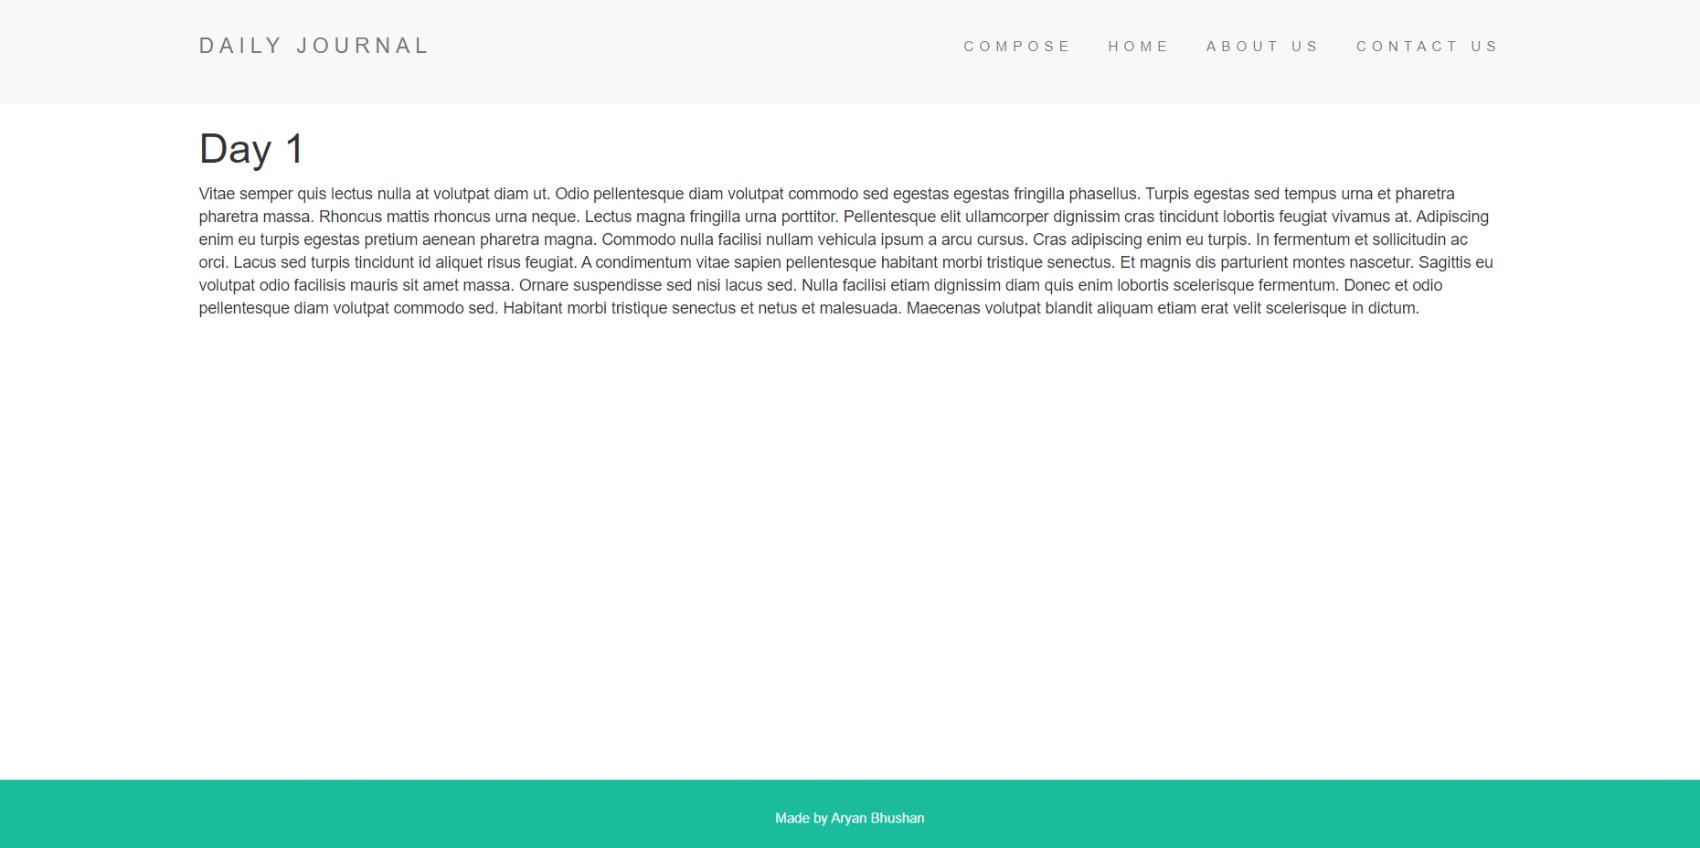 DAILY JOURNAL
COMPOSE HOME ABOUT US CONTACT US
Day 1
Vitae semper quis lectus nulla at volutpat diam ut. Odio pellentesque diam volutpat commodo sed egestas egestas fringilla phasellus. Turpis egestas sed tempus urna et pharetra
pharetra massa. Rhoncus mattis rhoncus urna neque. Lectus magna fringilla urna porttitor. Pellentesque elit ullamcorper dignissim cras tincidunt lobortis feugiat vivamus at. Adipiscing
enim eu turpis egestas pretium aenean pharetra magna. Commodo nulla facilisi nullam vehicula ipsum a arcu cursus. Cras adipiscing enim eu turpis. In fermentum et sollicitudin ac
orci. Lacus sed turpis tincidunt id aliquet risus feugiat. A condimentum vitae sapien pellentesque habitant morbi tristique senectus. Et magnis dis parturient montes nascetur. Sagittis eu
volutpat odio facilisis mauris sit amet massa. Ornare suspendisse sed nisi lacus sed. Nulla facilisi etiam dignissim diam quis enim lobortis scelerisque fermentum. Donec et odio
pellentesque diam volutpat commodo sed. Habitant morbi tristique senectus et netus et malesuada. Maecenas volutpat blandit aliquam etiam erat velit scelerisque in dictum.
Made by Aryan Bhushan